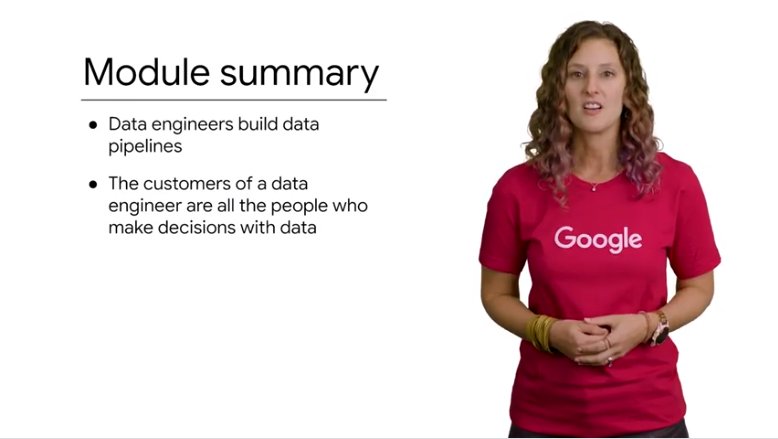 Module summary
● Data engineers build data
pipelines
● The customers of a data
engineer are all the people who
make decisions with data
Google